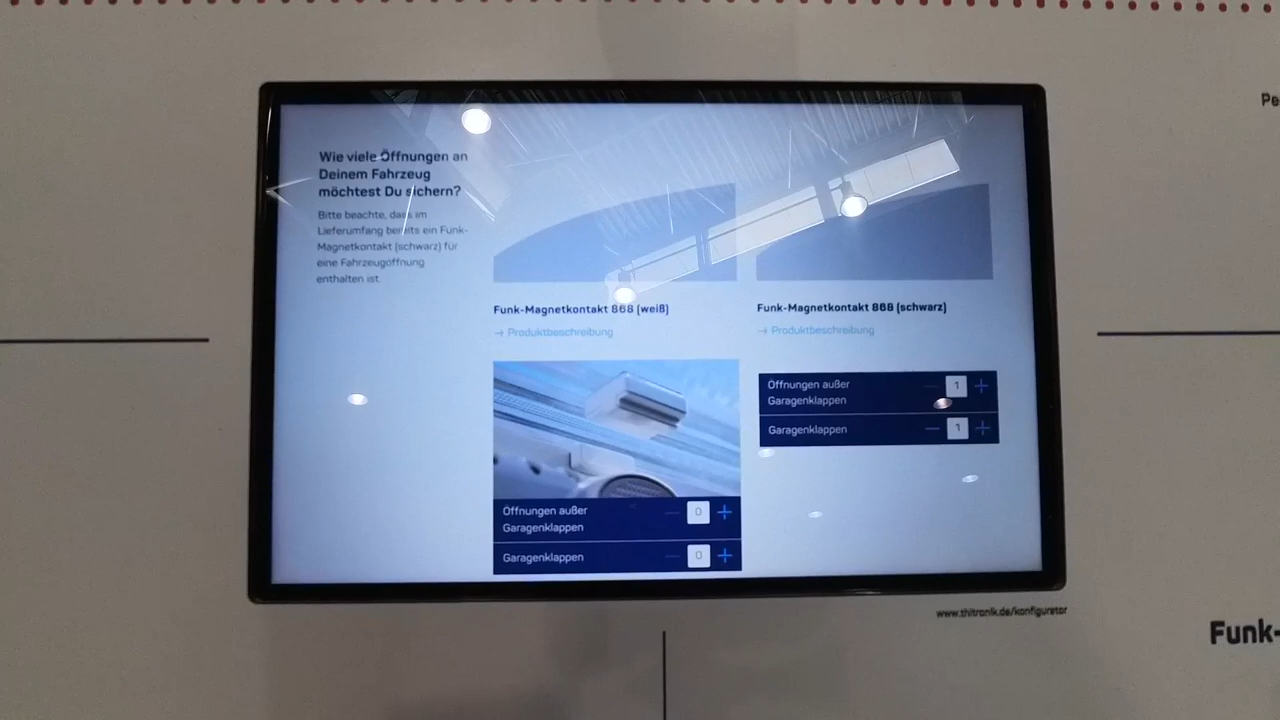 Wie viele Öffnungen an
Deinem Fahrzeug
möchtest Du sichern?
Bitte beachte, dass im
Lieferumfang bereits ein Funk-
Magnetkontakt (schwarz) für
eine Fahrzeugöffnung
enthalten ist.
Funk-Magnetkontakt 868 (weiß)
→ Produktbeschreibung
Öffnungen außer
Garagenklappen
— 0 +
Garagenklappen
— 0 +
Funk-Magnetkontakt 868 (schwarz)
→ Produktbeschreibung
Öffnungen außer
Garagenklappen
— 1 +
Garagenklappen
— 1 +
www.thitronik.de/konfigurator
Pe
Funk-